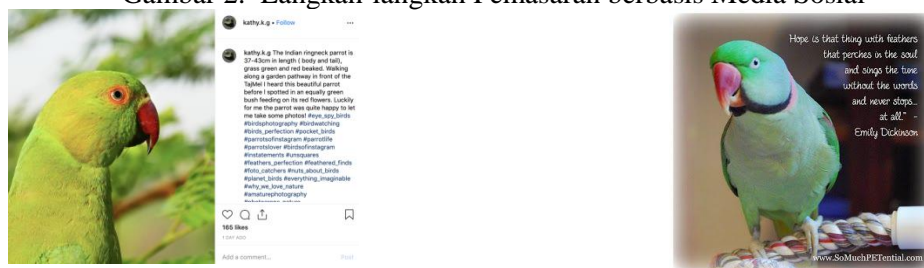 Gambar 2. Langkah-langkah Pemasaran berbasis Media Sosial
kathy.k.g • Follow
kathy.k.g The Indian ringneck parrot is
37-43cm in length ( body and tail),
grass green and red beaked. Walking
along a garden pathway in front of the
TajMel I heard this beautiful parrot
before I spotted in an equally green
bush feeding on its red flowers. Luckily
for me the parrot was quite happy to let
me take some photos! #eye_spy_birds
#birdsphotography #birdwatching
#birds_perfection #pocket_birds
#parrotsofinstagram #parrotlife
#parrotslover #birdsofinstagram
#instatements #unsquares
#feathers_perfection #feathered_finds
#foto_catchers #nuts_about_birds
#planet_birds #everything_imaginable
#why_we_love_nature
#amaturephotography
165 likes
1 DAY AGO
Add a comment...
Post
Hope is that thing with feathers
that perches in the soul
and sings the tune
without the words
and never stops...
at all." -
Emily Dickinson
www.SoMuchPETential.com